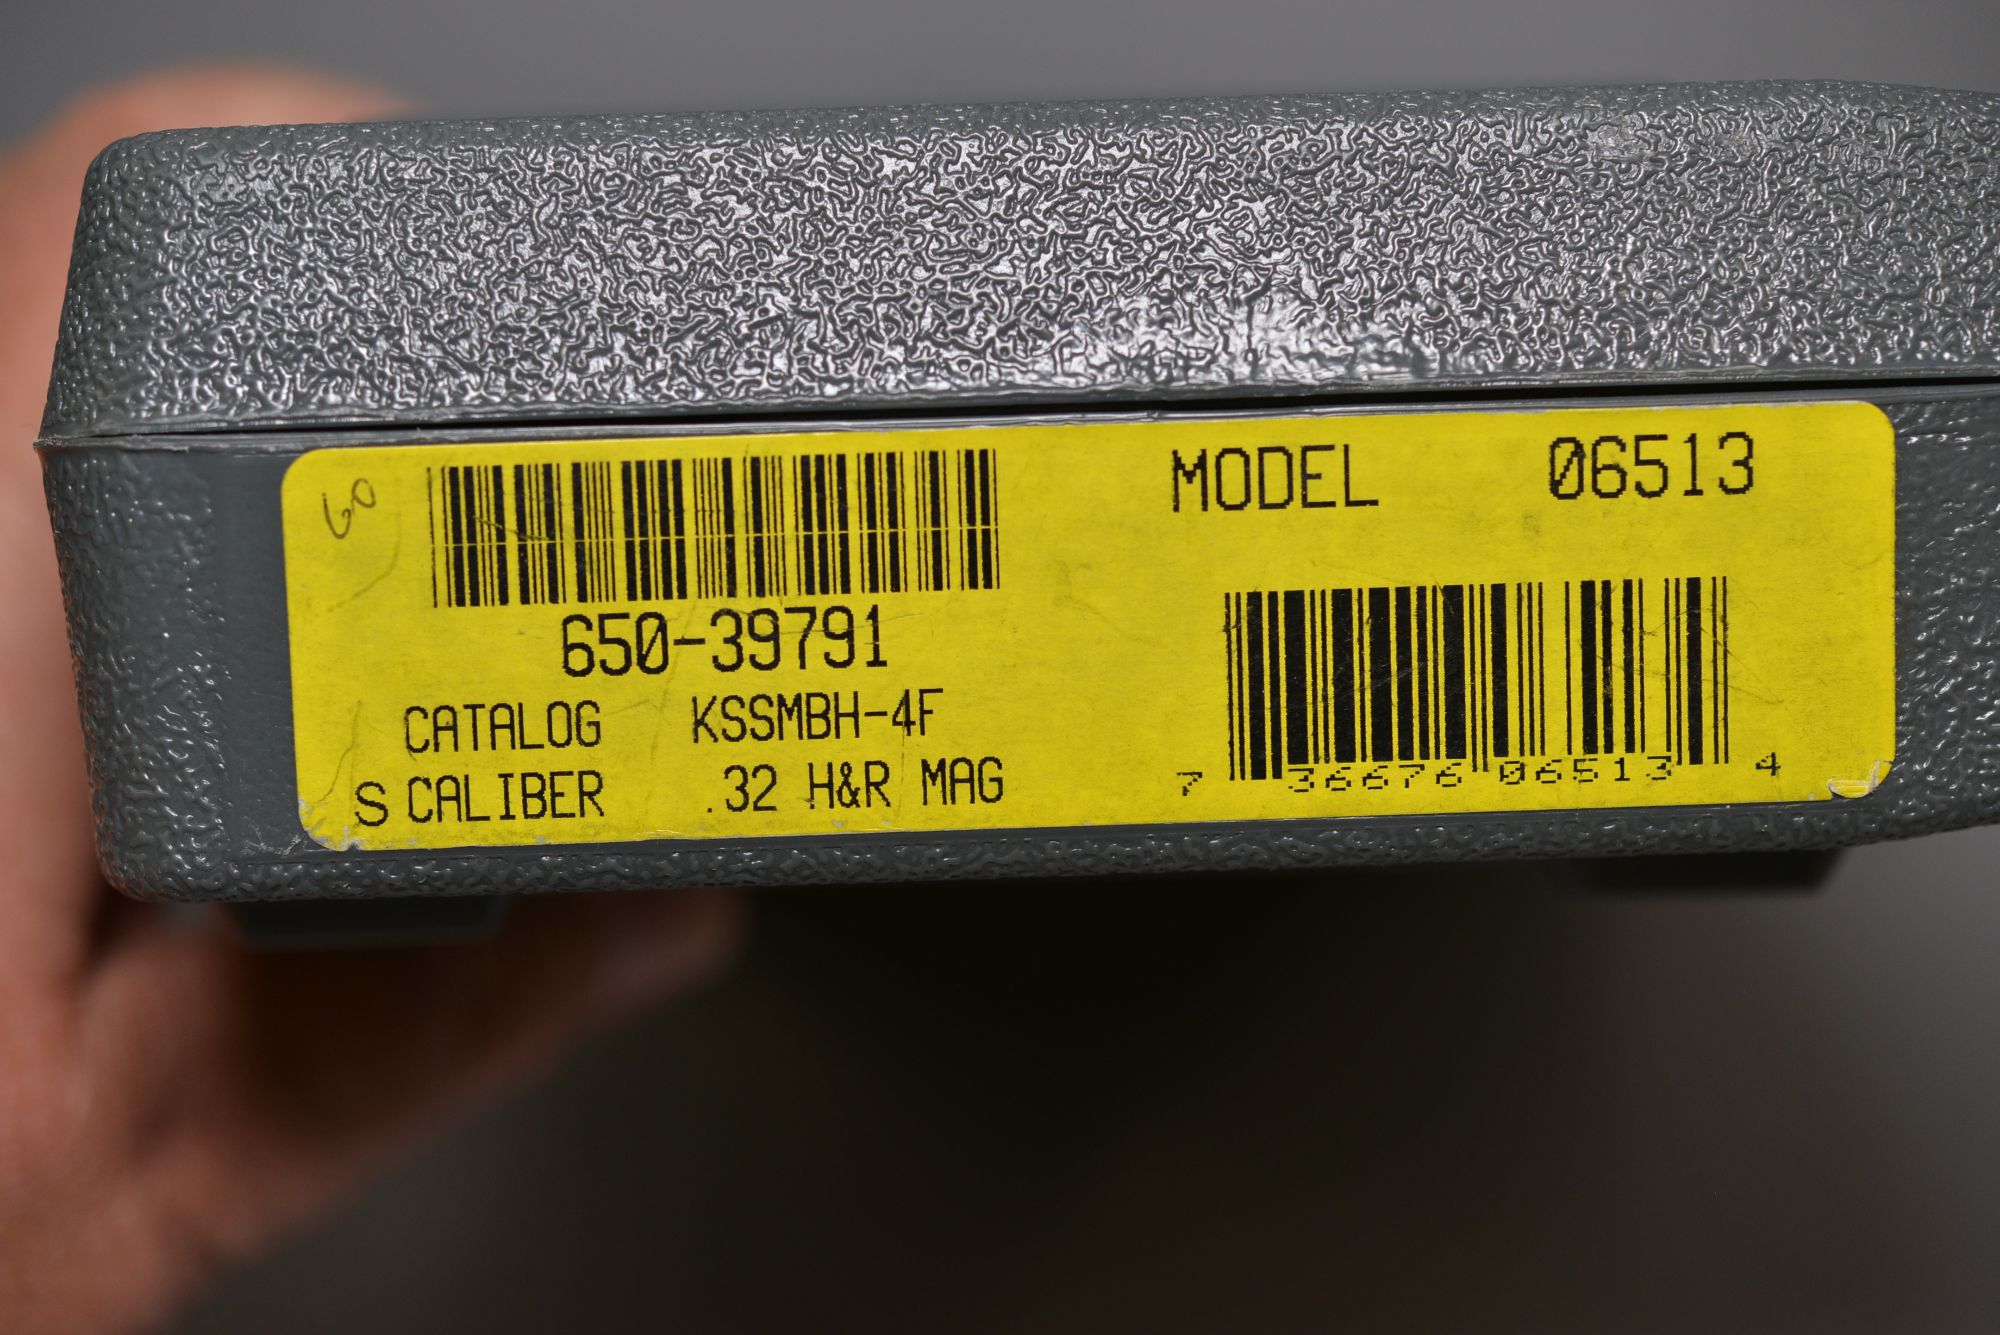 60
650-39791
CATALOG KSSMBH-4F
S CALIBER .32 H&R MAG
MODEL 06513
7 36676 06513 4